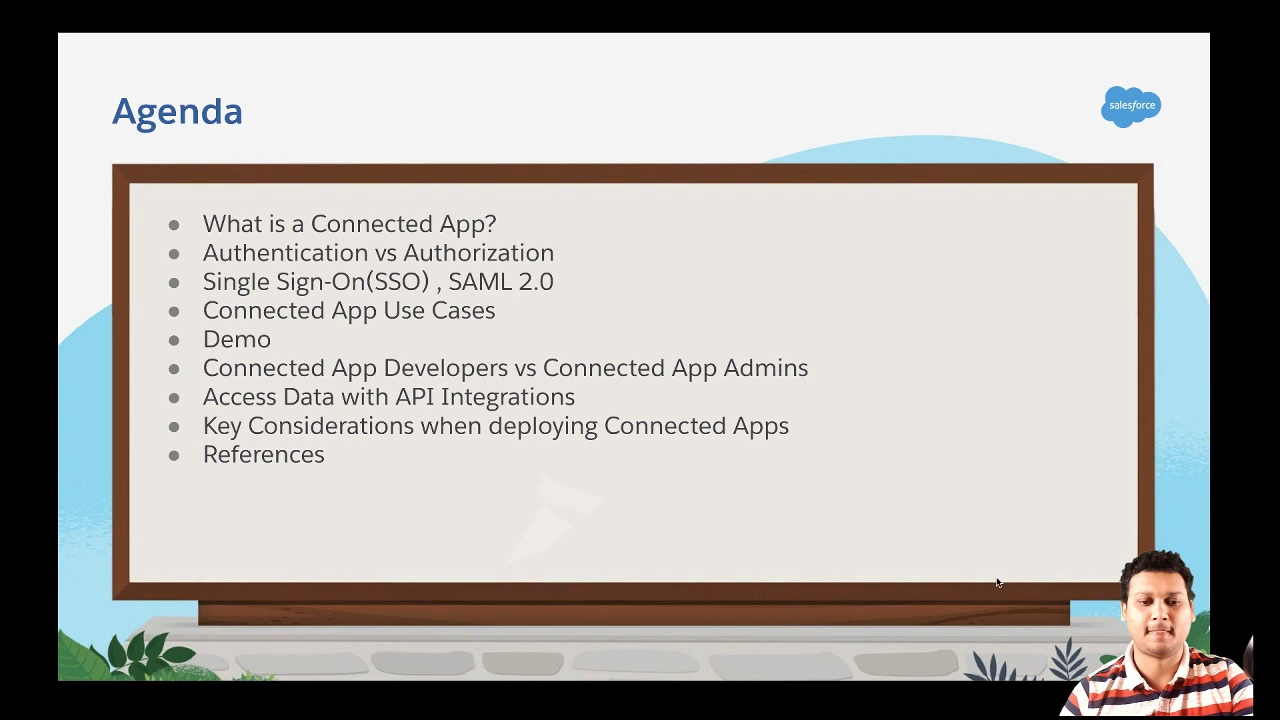 Agenda
salesforce
What is a Connected App?
Authentication vs Authorization
Single Sign-On(SSO) , SAML 2.0
Connected App Use Cases
Demo
Connected App Developers vs Connected App Admins
Access Data with API Integrations
Key Considerations when deploying Connected Apps
References